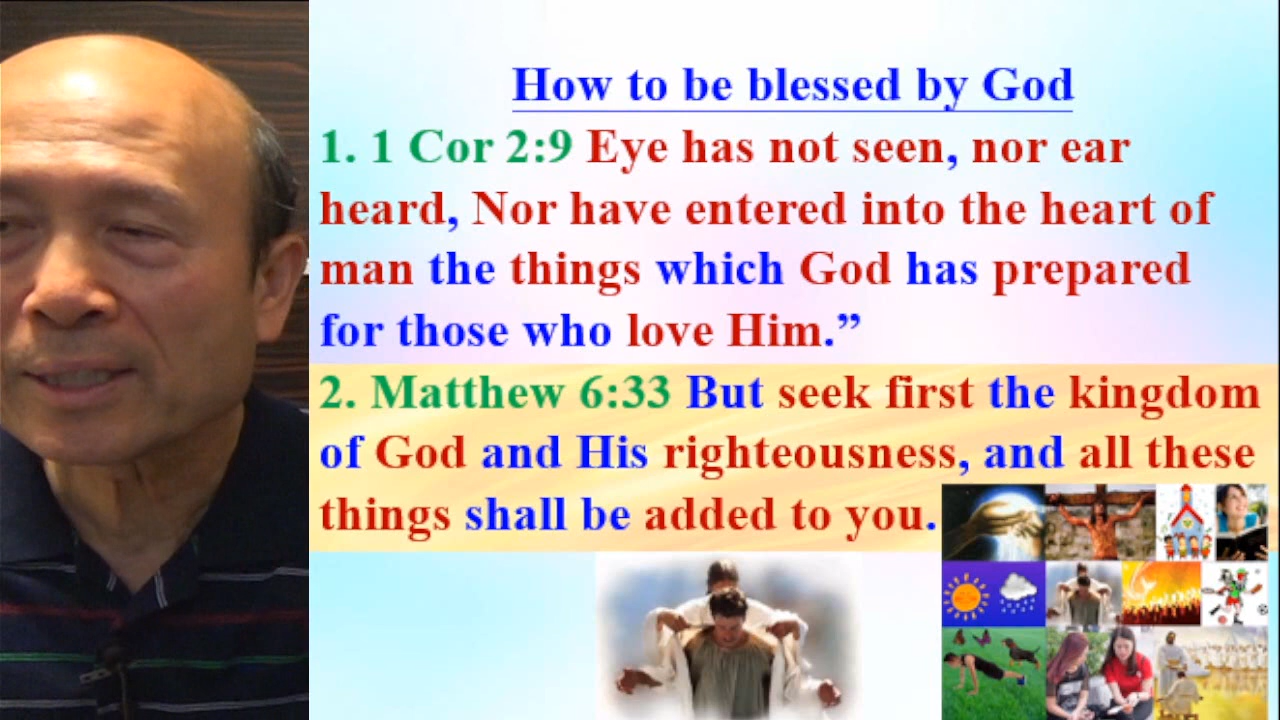 How to be blessed by God
1. 1 Cor 2:9 Eye has not seen, nor ear
heard, Nor have entered into the heart of
man the things which God has prepared
for those who love Him.”
2. Matthew 6:33 But seek first the kingdom
of God and His righteousness, and all these
things shall be added to you.